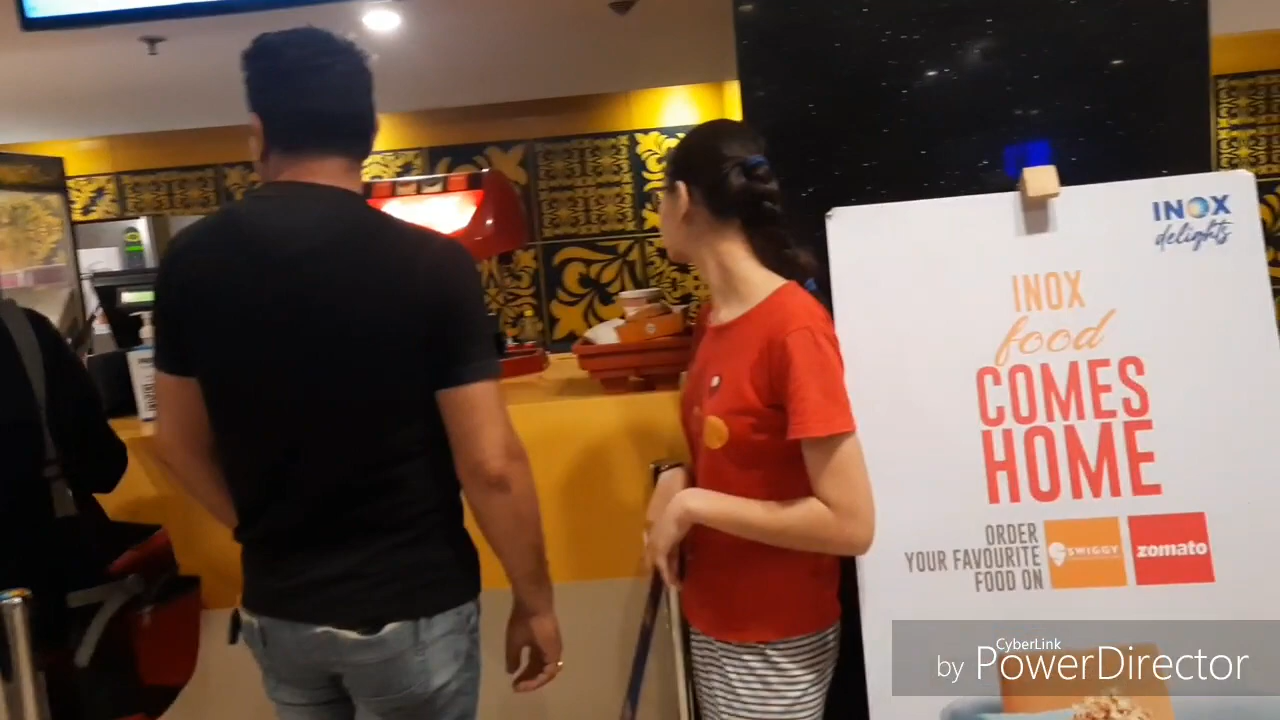 INOX
delights
INOX
food
COMES
HOME
ORDER
YOUR FAVOURITE
FOOD ON
SWIGGY
zomato
CyberLink
by PowerDirector